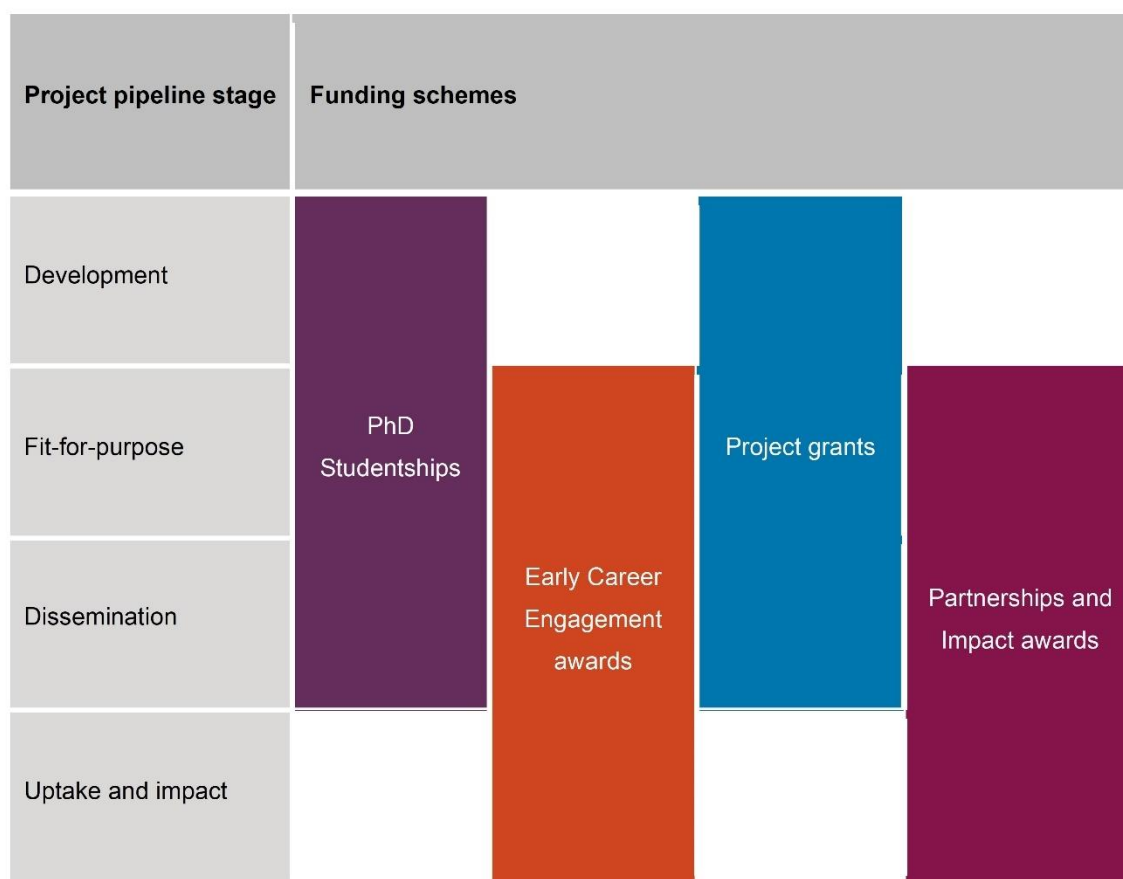 Project pipeline stage
Funding schemes
Development
Fit-for-purpose
Dissemination
Uptake and impact
PhD
Studentships
Early Career
Engagement
awards
Project grants
Partnerships and
Impact awards